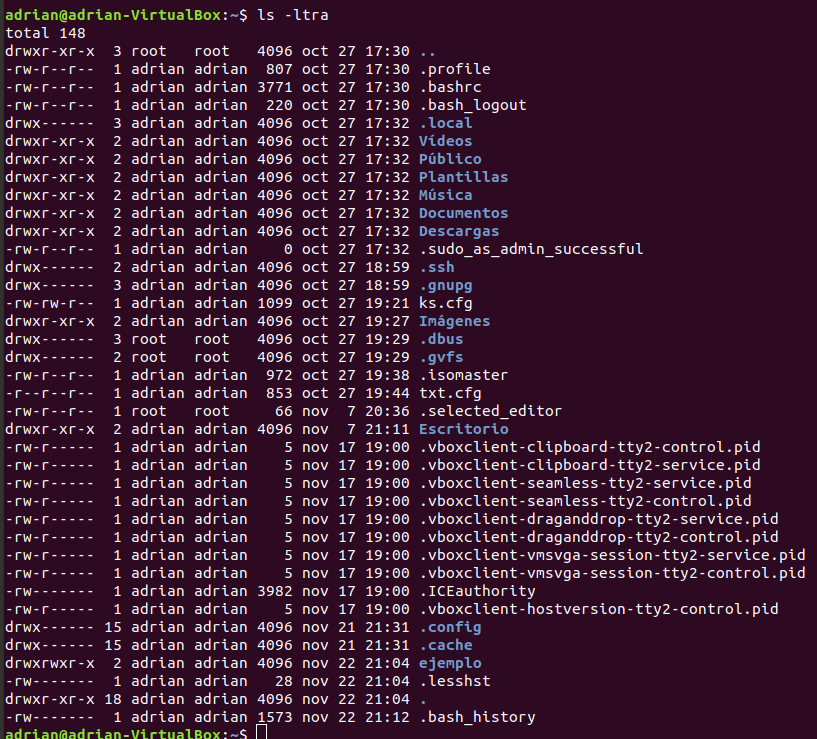 adrian@adrian-VirtualBox:~$ ls -ltra
total 148
drwxr-xr-x  3 root   root   4096 oct 27 17:30 ..
-rw-r--r--  1 adrian adrian  807 oct 27 17:30 .profile
-rw-r--r--  1 adrian adrian 3771 oct 27 17:30 .bashrc
-rw-r--r--  1 adrian adrian  220 oct 27 17:30 .bash_logout
drwx------  3 adrian adrian 4096 oct 27 17:32 .local
drwxr-xr-x  2 adrian adrian 4096 oct 27 17:32 Vídeos
drwxr-xr-x  2 adrian adrian 4096 oct 27 17:32 Público
drwxr-xr-x  2 adrian adrian 4096 oct 27 17:32 Plantillas
drwxr-xr-x  2 adrian adrian 4096 oct 27 17:32 Música
drwxr-xr-x  2 adrian adrian 4096 oct 27 17:32 Documentos
drwxr-xr-x  2 adrian adrian 4096 oct 27 17:32 Descargas
-rw-r--r--  1 adrian adrian    0 oct 27 17:32 .sudo_as_admin_successful
drwx------  2 adrian adrian 4096 oct 27 18:59 .ssh
drwx------  3 adrian adrian 4096 oct 27 18:59 .gnupg
-rw-rw-r--  1 adrian adrian 1099 oct 27 19:21 ks.cfg
drwxr-xr-x  2 adrian adrian 4096 oct 27 19:27 Imágenes
drwx------  3 root   root   4096 oct 27 19:29 .dbus
drwx------  2 root   root   4096 oct 27 19:29 .gvfs
-rw-r--r--  1 adrian adrian  972 oct 27 19:38 .isomaster
-r--r--r--  1 adrian adrian  853 oct 27 19:44 txt.cfg
-rw-r--r--  1 root   root     66 nov  7 20:36 .selected_editor
drwxr-xr-x  2 adrian adrian 4096 nov  7 21:11 Escritorio
-rw-r-----  1 adrian adrian    5 nov 17 19:00 .vboxclient-clipboard-tty2-control.pid
-rw-r-----  1 adrian adrian    5 nov 17 19:00 .vboxclient-clipboard-tty2-service.pid
-rw-r-----  1 adrian adrian    5 nov 17 19:00 .vboxclient-seamless-tty2-service.pid
-rw-r-----  1 adrian adrian    5 nov 17 19:00 .vboxclient-seamless-tty2-control.pid
-rw-r-----  1 adrian adrian    5 nov 17 19:00 .vboxclient-draganddrop-tty2-service.pid
-rw-r-----  1 adrian adrian    5 nov 17 19:00 .vboxclient-draganddrop-tty2-control.pid
-rw-r-----  1 adrian adrian    5 nov 17 19:00 .vboxclient-vmsvga-session-tty2-service.pid
-rw-r-----  1 adrian adrian    5 nov 17 19:00 .vboxclient-vmsvga-session-tty2-control.pid
-rw-------  1 adrian adrian 3982 nov 17 19:00 .ICEauthority
-rw-r-----  1 adrian adrian    5 nov 17 19:00 .vboxclient-hostversion-tty2-control.pid
drwx------ 15 adrian adrian 4096 nov 21 21:31 .config
drwx------ 15 adrian adrian 4096 nov 21 21:31 .cache
drwxrwxr-x  2 adrian adrian 4096 nov 22 21:04 ejemplo
-rw-------  1 adrian adrian   28 nov 22 21:04 .lesshst
drwxr-xr-x 18 adrian adrian 4096 nov 22 21:04 .
-rw-------  1 adrian adrian 1573 nov 22 21:12 .bash_history
adrian@adrian-VirtualBox:~$